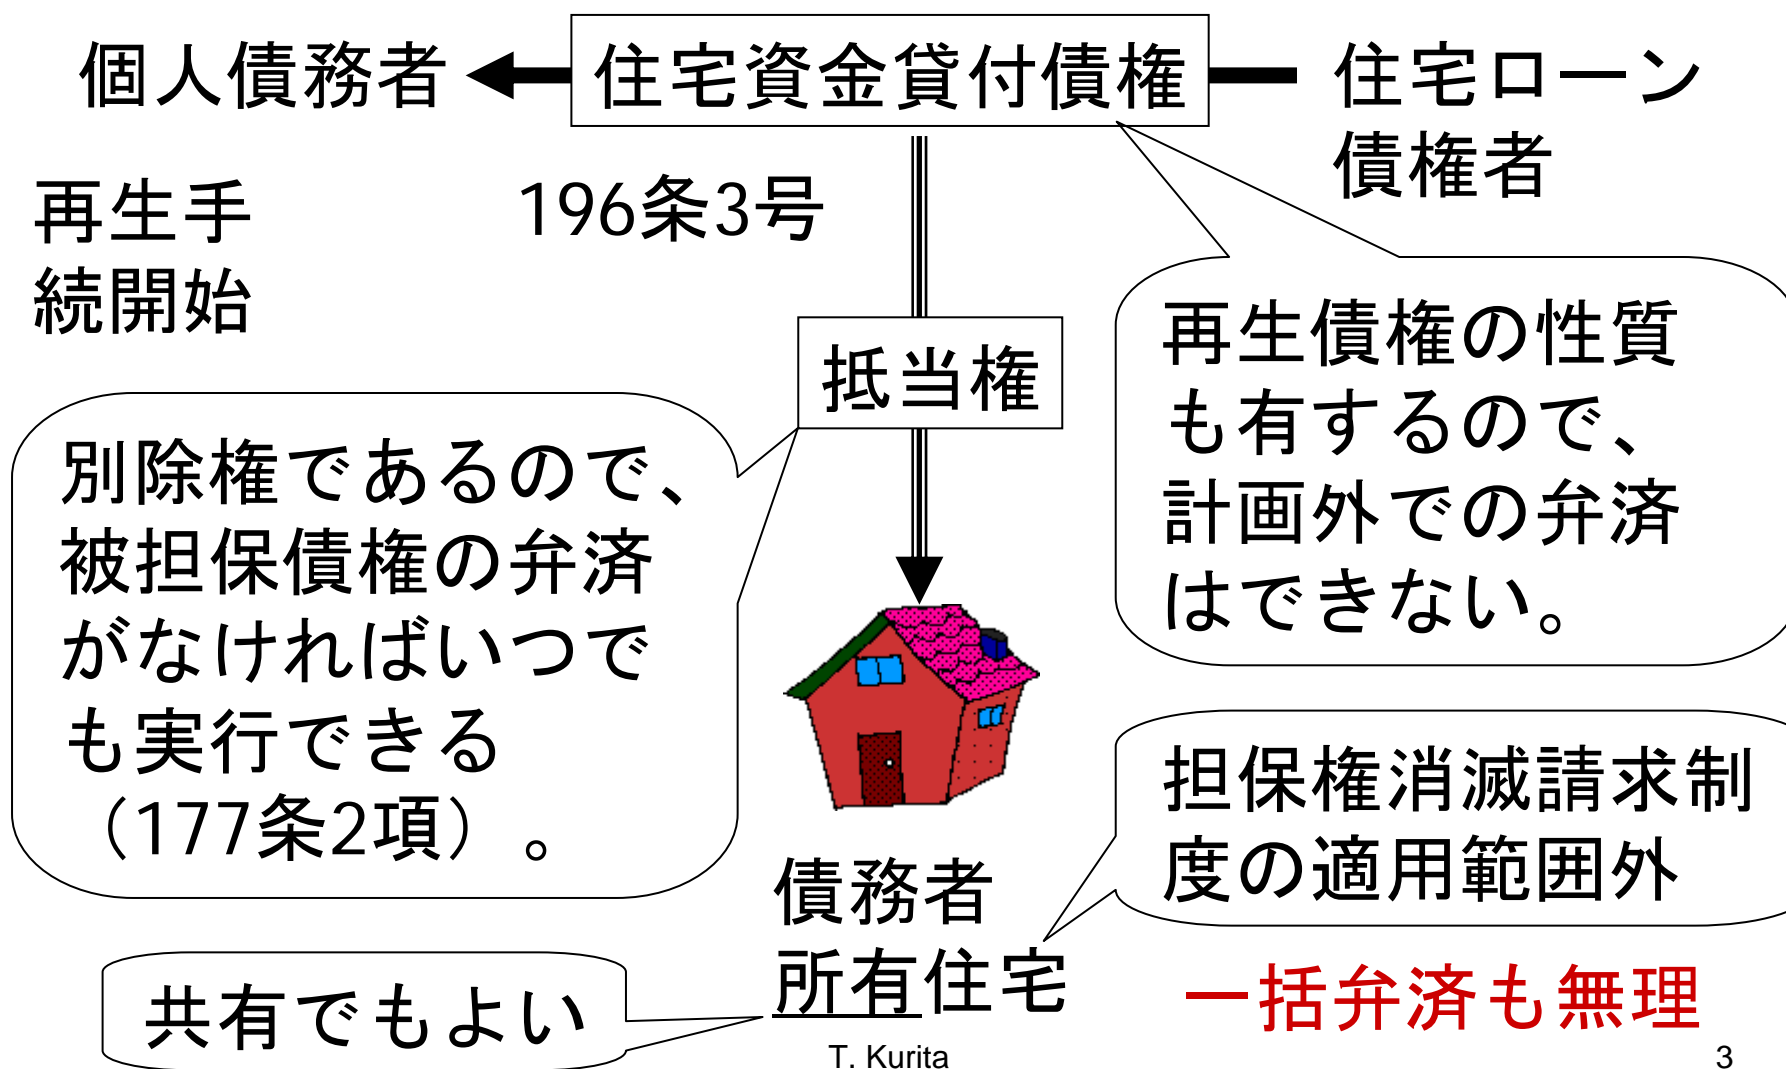 個人債務者
住宅資金貸付債権
住宅ローン
債権者
再生手
続開始
196条3号
抵当権
再生債権の性質
も有するので、
計画外での弁済
はできない。
別除権であるので、
被担保債権の弁済
がなければいつで
も実行できる
（177条2項）。
担保権消滅請求制
度の適用範囲外
債務者
所有住宅
共有でもよい
一括弁済も無理
T. Kurita
3